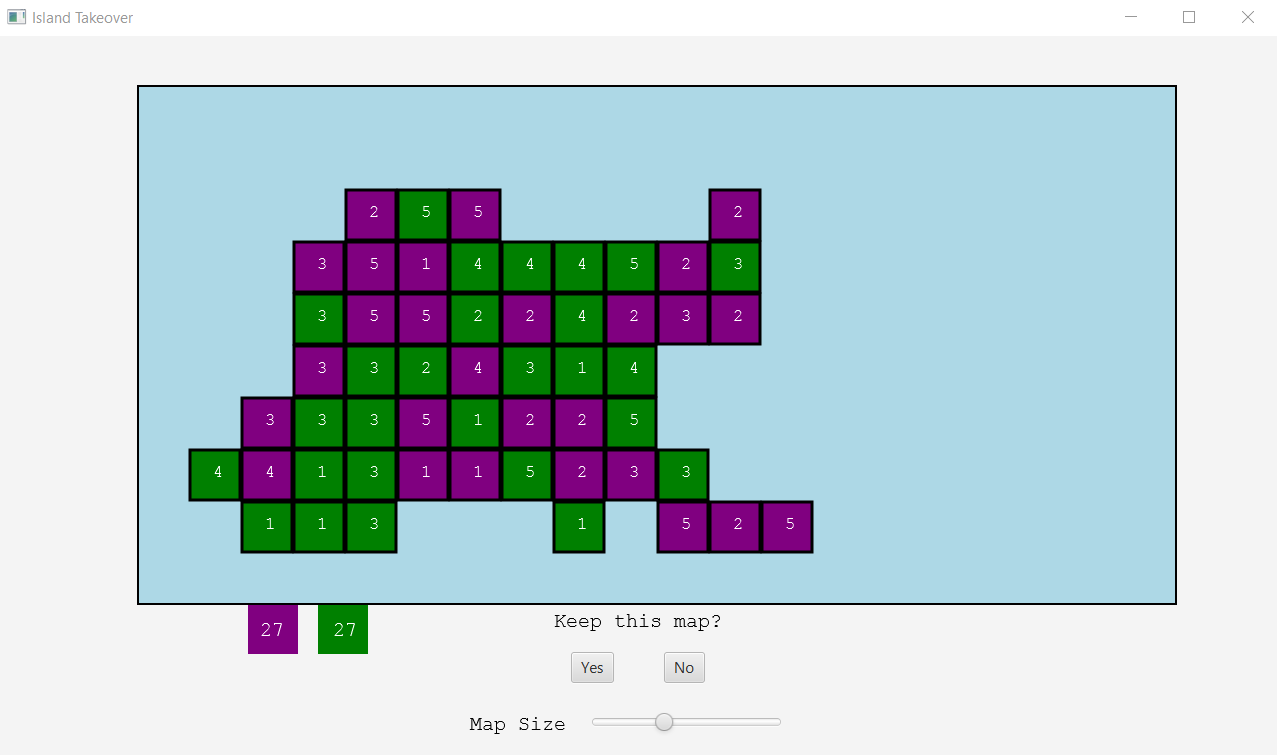 Island Takeover
2 5 5 2
3 5 1 4 4 4 5 2 3
3 5 5 2 2 4 2 3 2
3 3 2 4 3 1 4
3 3 3 5 1 2 2 5
4 4 1 3 1 1 5 2 3 3
1 1 3 1 5 2 5
27 27 Keep this map?
Yes No
Map Size